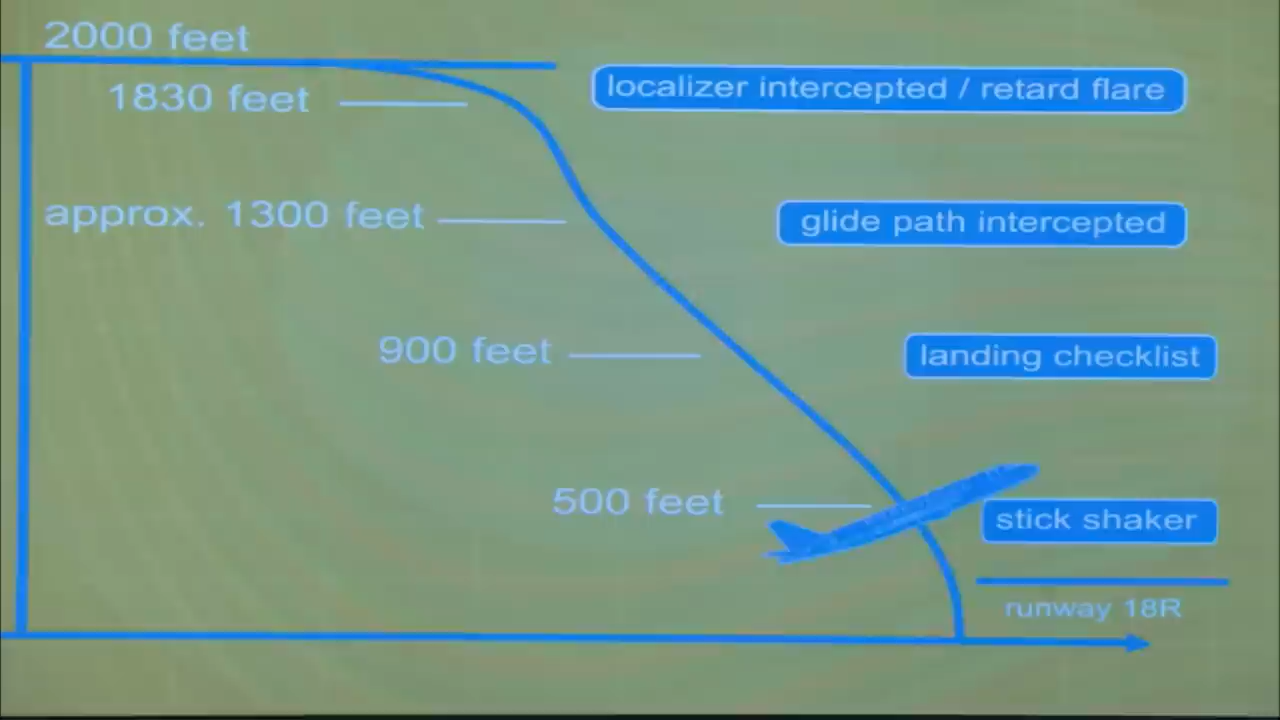 2000 feet
1830 feet
localizer intercepted / retard flare
approx. 1300 feet
glide path intercepted
900 feet
landing checklist
500 feet
stick shaker
runway 18R